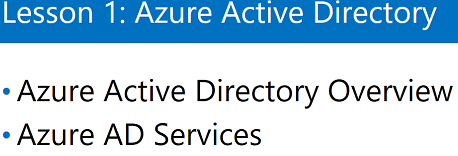 Lesson 1: Azure Active Directory
• Azure Active Directory Overview
• Azure AD Services